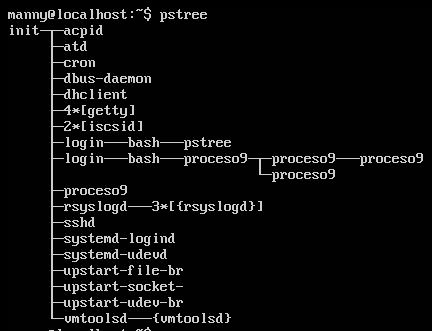 manny@localhost:~$ pstree
init─┬─acpid
     ├─atd
     ├─cron
     ├─dbus-daemon
     ├─dhclient
     ├─4*[getty]
     ├─2*[iscsid]
     ├─login───bash───pstree
     ├─login───bash───proceso9─┬─proceso9───proceso9
     │                         └─proceso9
     ├─proceso9
     ├─rsyslogd───3*[{rsyslogd}]
     ├─sshd
     ├─systemd-logind
     ├─systemd-udevd
     ├─upstart-file-br
     ├─upstart-socket-
     ├─upstart-udev-br
     └─vmtoolsd───{vmtoolsd}